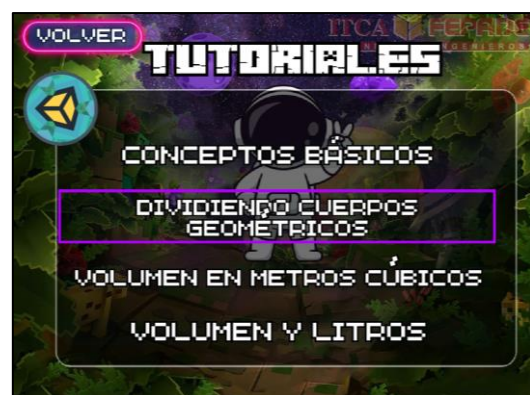 VOLVER
ITCA FEPADE
TUTORIALES
CONCEPTOS BÁSICOS
DIVIDIENDO CUERPOS
GEOMÉTRICOS
VOLUMEN EN METROS CÚBICOS
VOLUMEN Y LITROS